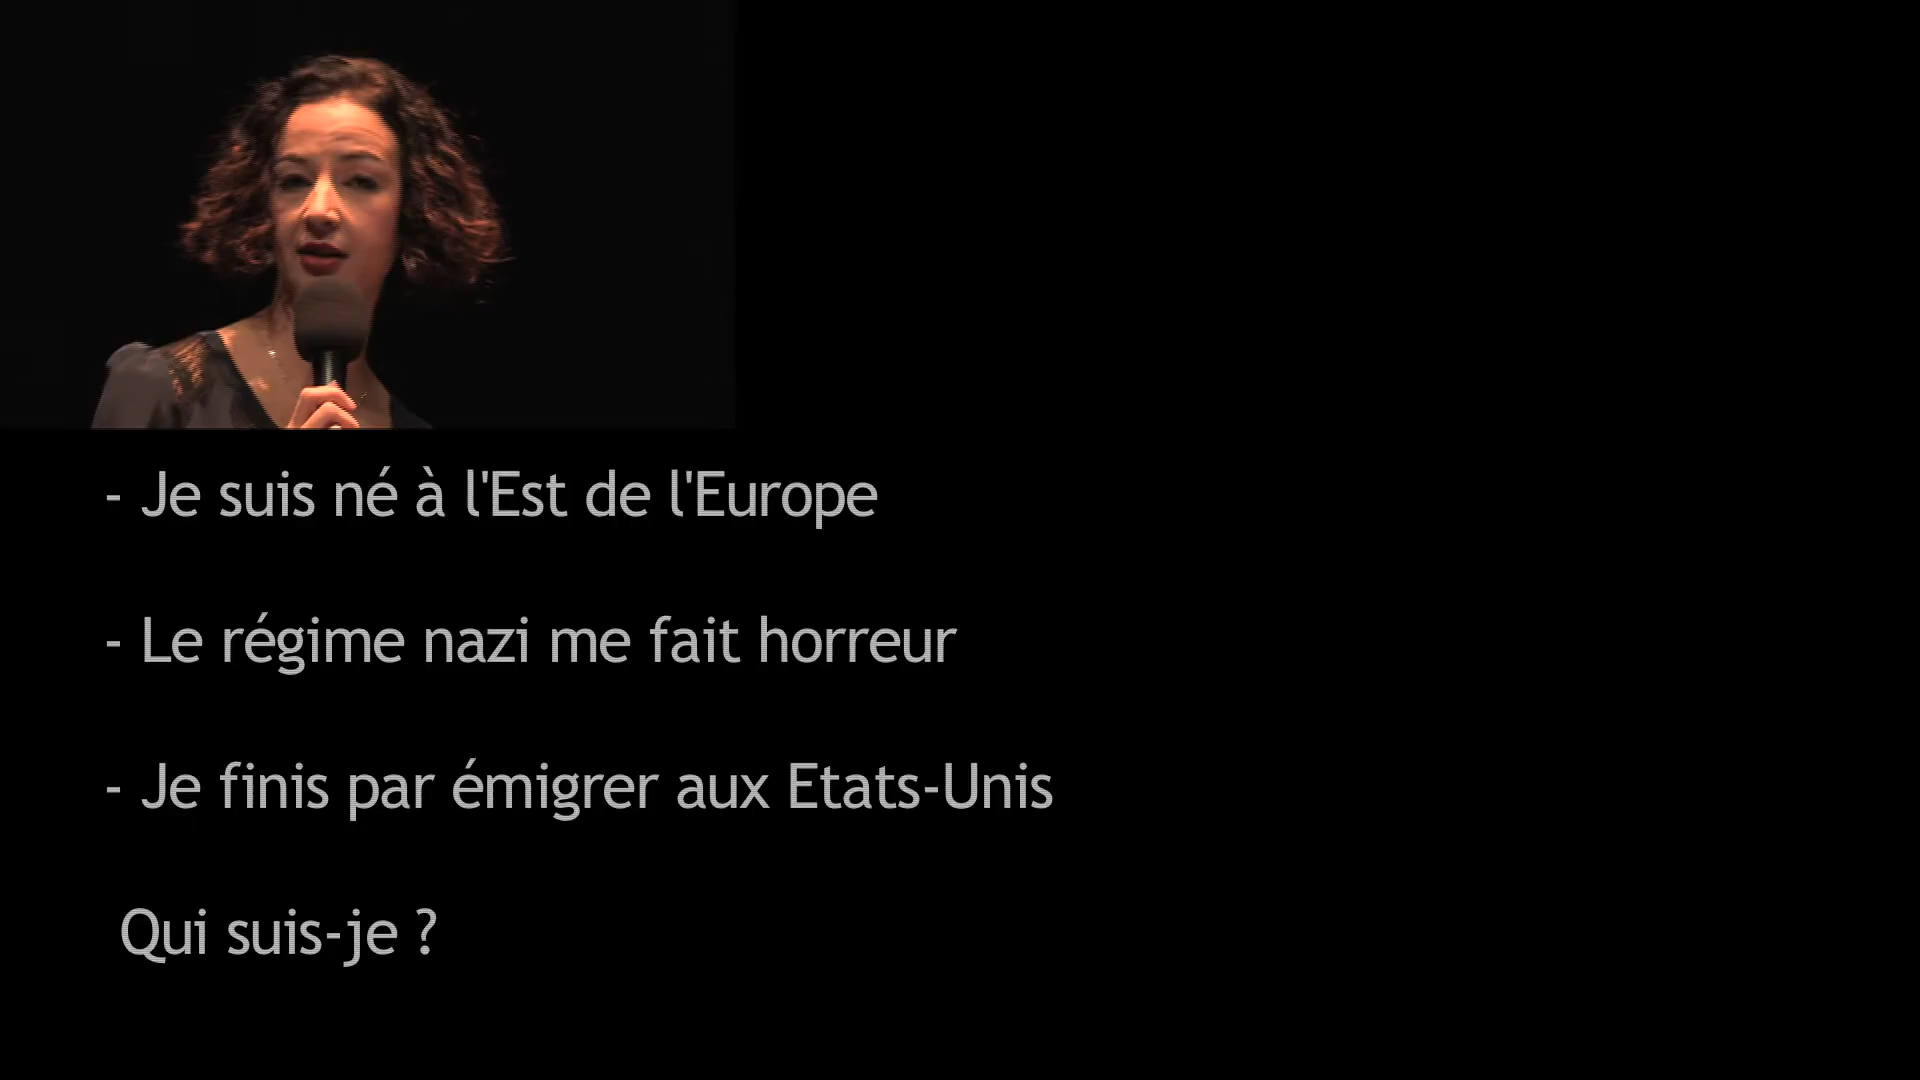 - Je suis né à l'Est de l'Europe
- Le régime nazi me fait horreur
- Je finis par émigrer aux Etats-Unis
Qui suis-je ?